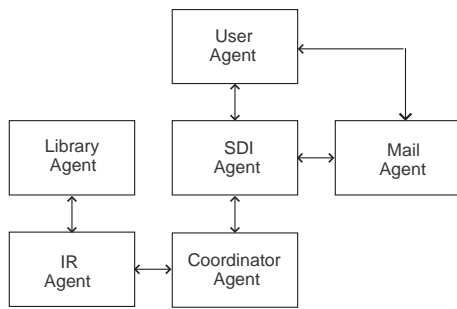 User
Agent
Library
Agent
SDI
Agent
Mail
Agent
IR
Agent
Coordinator
Agent